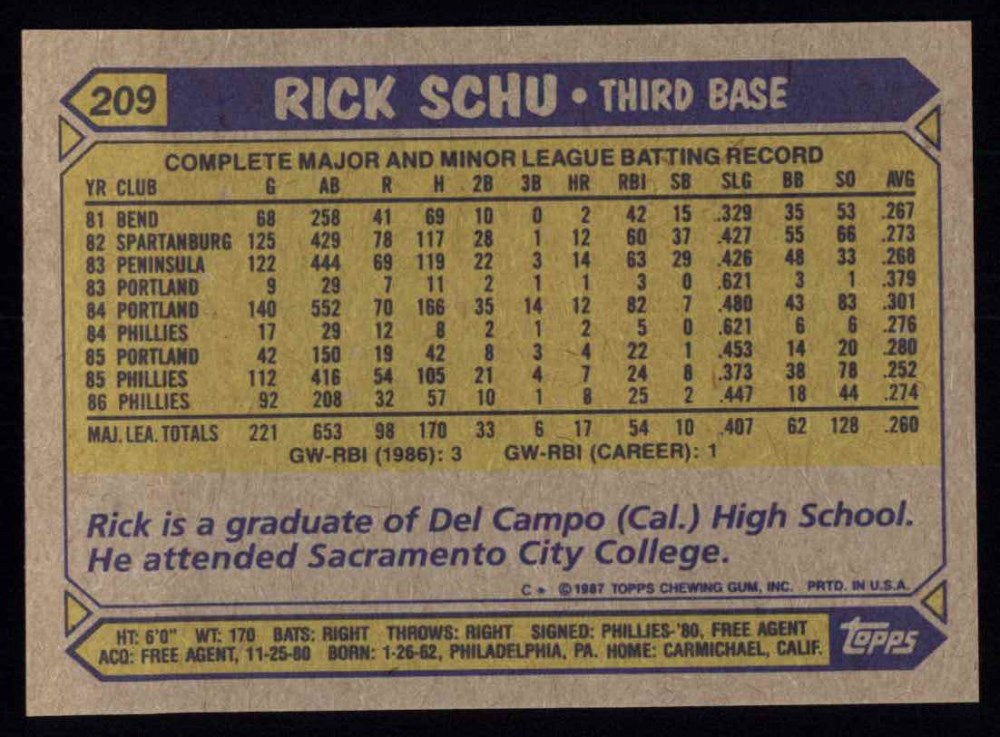 209 RICK SCHU • THIRD BASE
COMPLETE MAJOR AND MINOR LEAGUE BATTING RECORD
YR CLUB G AB R H 2B 3B HR RBI SB SLG BB SO AVG
81 BEND 68 258 41 69 10 0 2 42 15 .329 35 53 .267
82 SPARTANBURG 125 429 78 117 28 1 12 60 37 .427 55 66 .273
83 PENINSULA 122 444 69 119 22 3 14 63 29 .426 48 33 .268
83 PORTLAND 9 29 7 11 2 1 1 3 0 .621 3 1 .379
84 PORTLAND 140 552 70 166 35 14 12 82 7 .480 43 83 .301
84 PHILLIES 17 29 12 8 2 1 2 5 0 .621 6 6 .276
85 PORTLAND 42 150 19 42 8 3 4 22 1 .453 14 20 .280
85 PHILLIES 112 416 54 105 21 4 7 24 8 .373 38 78 .252
86 PHILLIES 92 208 32 57 10 1 8 25 2 .447 18 44 .274
MAJ. LEA. TOTALS 221 653 98 170 33 6 17 54 10 .407 62 128 .260
GW-RBI (1986): 3 GW-RBI (CAREER): 1
Rick is a graduate of Del Campo (Cal.) High School.
He attended Sacramento City College.
C * © 1987 TOPPS CHEWING GUM, INC. PRTD. IN U.S.A.
HT: 6'0" WT: 170 BATS: RIGHT THROWS: RIGHT SIGNED: PHILLIES-'80, FREE AGENT
ACQ: FREE AGENT, 11-25-80 BORN: 1-26-62, PHILADELPHIA, PA. HOME: CARMICHAEL, CALIF.
topps